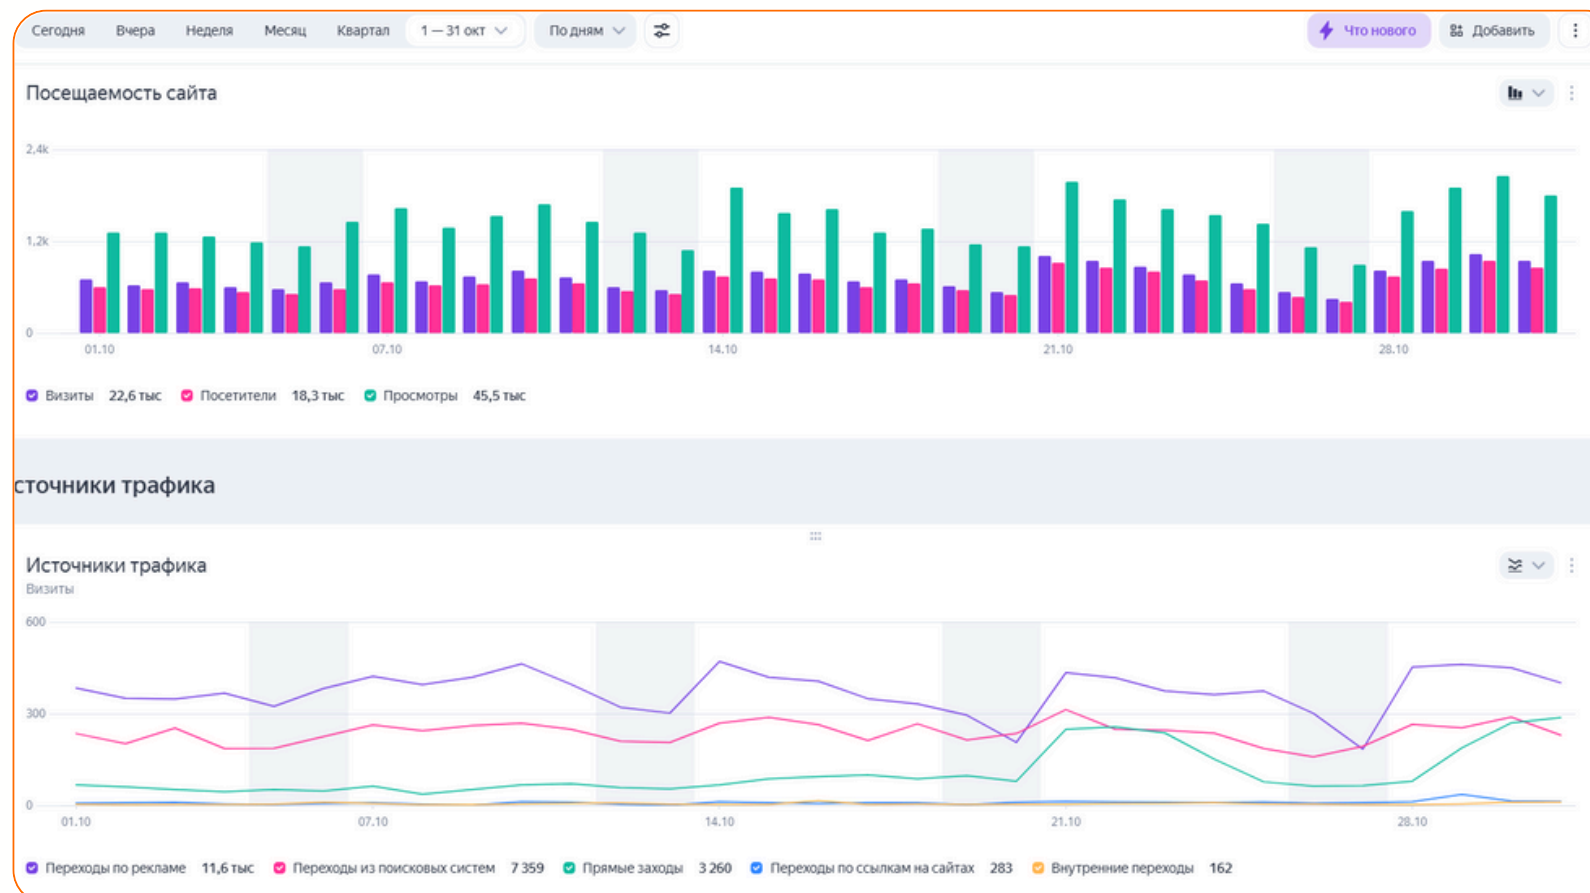 Сегодня Вчера Неделя Месяц Квартал 1 — 31 окт По дням Что нового Добавить
Посещаемость сайта
2,4k
1,2k
0
01.10 07.10 14.10 21.10 28.10
Визиты 22,6 тыс Посетители 18,3 тыс Просмотры 45,5 тыс
сточники трафика
Источники трафика
Визиты
600
300
0
01.10 07.10 14.10 21.10 28.10
Переходы по рекламе 11,6 тыс Переходы из поисковых систем 7 359 Прямые заходы 3 260 Переходы по ссылкам на сайтах 283 Внутренние переходы 162